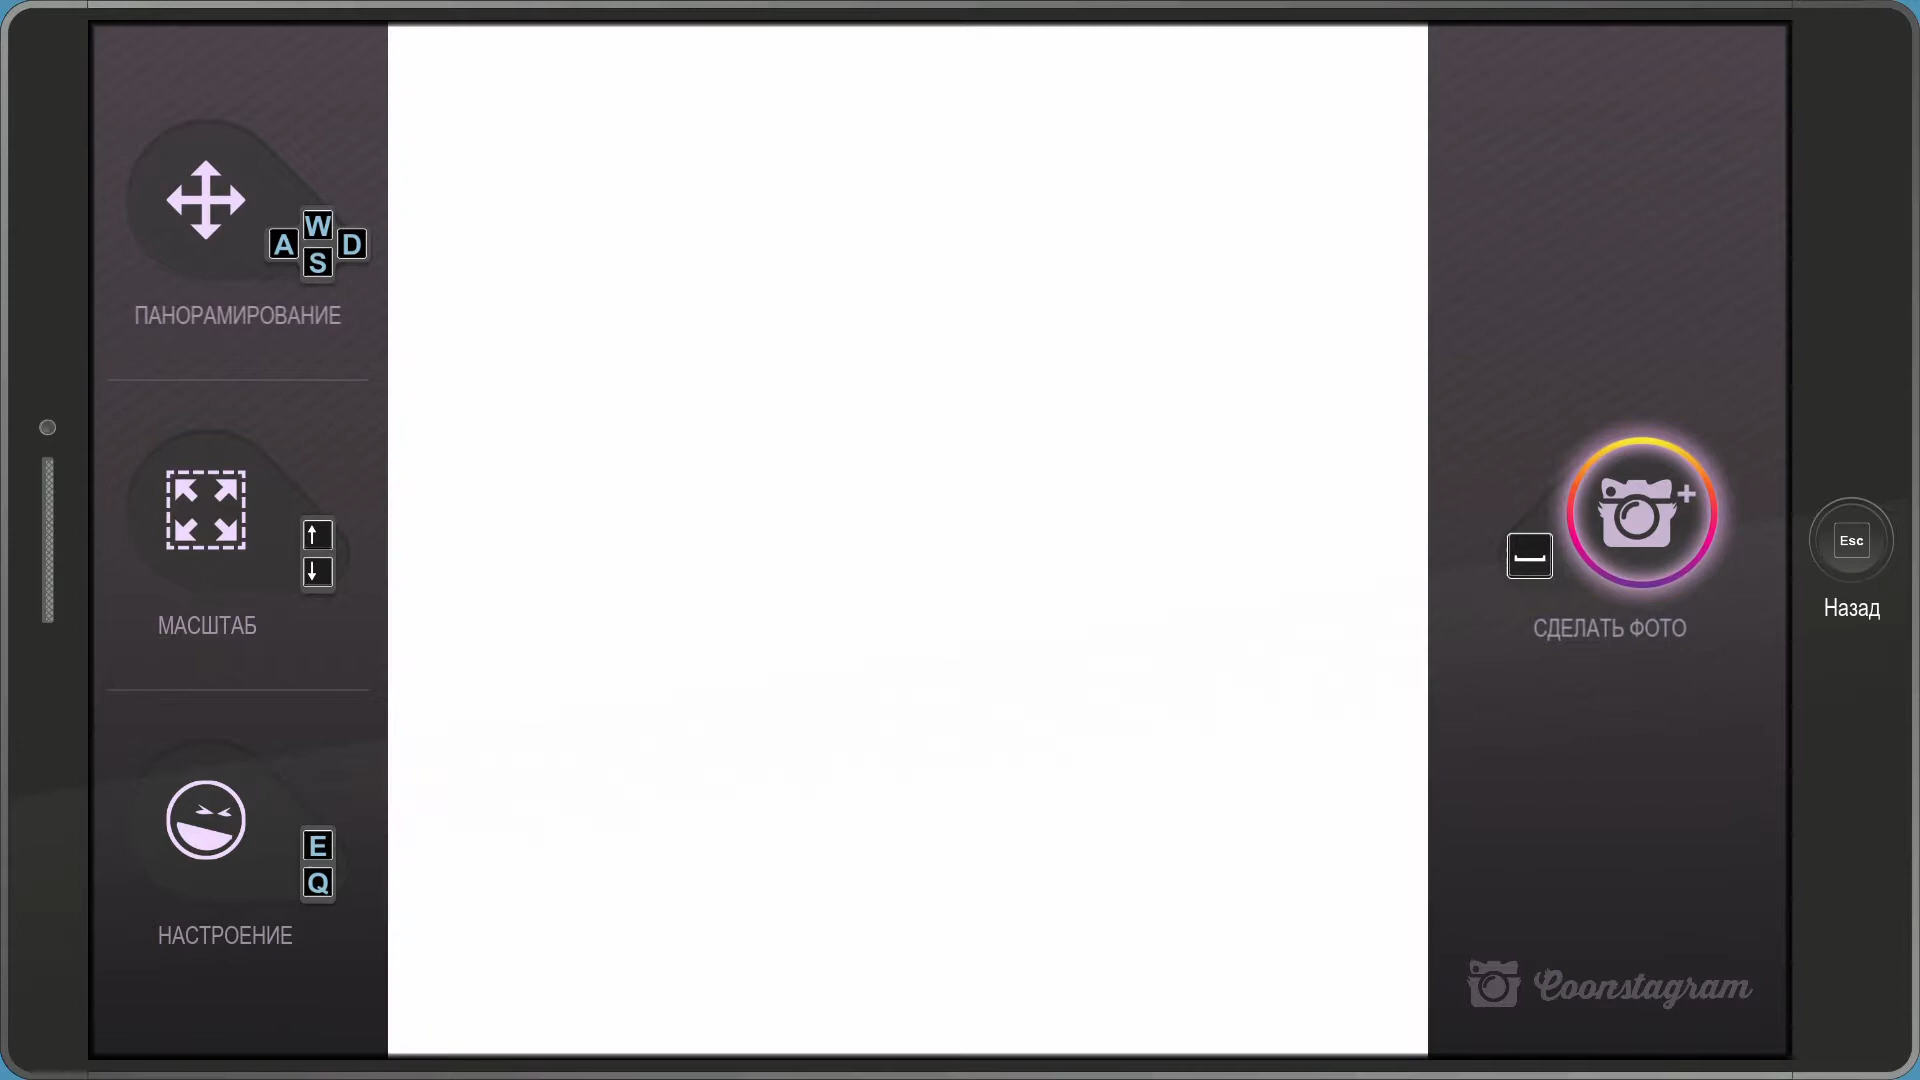 W
A D
S
ПАНОРАМИРОВАНИЕ
МАСШТАБ
E
Q
НАСТРОЕНИЕ
СДЕЛАТЬ ФОТО
Coonstagram
Esc
Назад